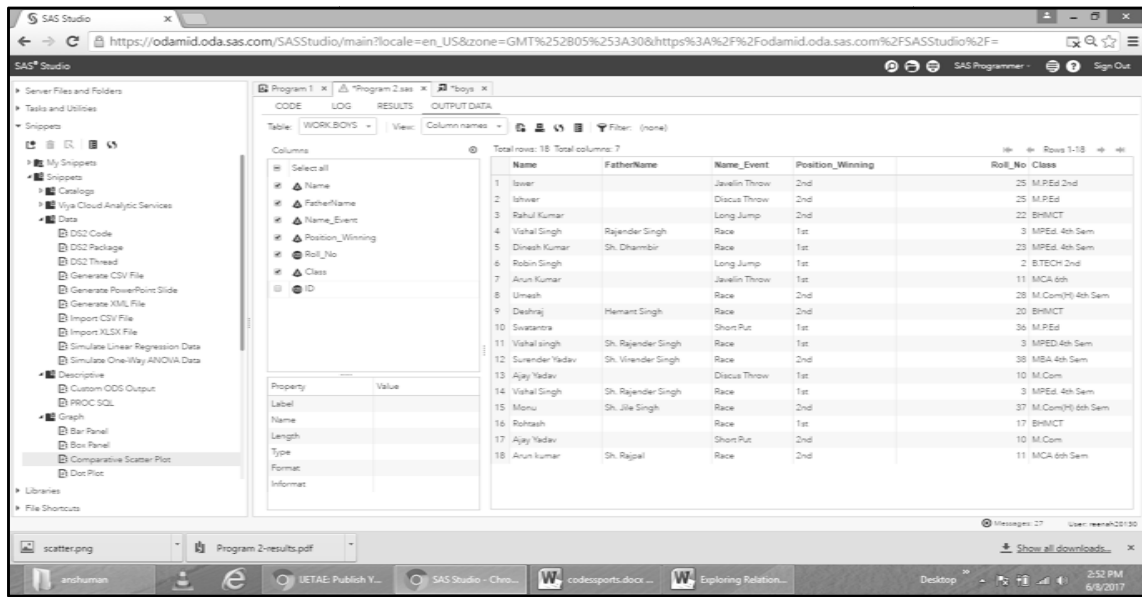 SAS Studio
https://odamid.oda.sas.com/SASStudio/main?locale=en_US&zone=GMT%252B05%253A30&https%3A%2F%2Fodamid.oda.sas.com%2FSASStudio%2F=
SAS® Studio
SAS Programmer
Sign Out
Server Files and Folders
Tasks and Utilities
Snippets
My Snippets
Snippets
Catalogs
Viya Cloud Analytic Services
Data
DS2 Code
DS2 Package
DS2 Thread
Generate CSV File
Generate PowerPoint Slide
Generate XML File
Import CSV File
Import XLSX File
Simulate Linear Regression Data
Simulate One-Way ANOVA Data
Descriptive
Custom ODS Output
PROC SQL
Graph
Bar Panel
Box Panel
Comparative Scatter Plot
Dot Plot
Libraries
File Shortcuts
Program 1 *Program 2.sas *boys
CODE LOG RESULTS OUTPUT DATA
Table: WORK.BOYS View: Column names Filter: (none)
Columns
Select all
Name
FatherName
Name_Event
Position_Winning
Roll_No
Class
ID
Property Value
Label
Name
Length
Type
Format
Informat
Total rows: 18 Total columns: 7 Rows 1-18
Name FatherName Name_Event Position_Winning Roll_No Class
1 Javelin Throw 2nd 25 M.P.Ed 2nd
2 Ishwer Discus Throw 2nd 25 M.P.Ed
3 Rahul Kumar Long Jump 2nd 22 BHMCT
4 Vishal Singh Rajender Singh Race 1st 3 MPEd. 4th Sem
5 Dinesh Kumar Sh. Dharmbir Race 1st 23 MPEd. 4th Sem
6 Robin Singh Long Jump 1st 2 B.TECH 2nd
7 Arun Kumar Javelin Throw 1st 11 MCA 6th
8 Umesh Race 2nd 28 M.Com(H) 4th Sem
9 Deshraj Hemant Singh Race 2nd 20 BHMCT
10 Swatantra Short Put 1st 36 M.P.Ed
11 Vishal singh Sh. Rajender Singh Race 1st 3 MPED.4th Sem
12 Surender Yadav Sh. Virender Singh Race 2nd 38 MBA 4th Sem
13 Ajay Yadav Discus Throw 1st 10 M.Com
14 Vishal Singh Sh. Rajender Singh Race 1st 3 MPEd. 4th Sem
15 Monu Sh. Jile Singh Race 2nd 37 M.Com(H) 6th Sem
16 Rohtash Race 1st 17 BHMCT
17 Ajay Yadav Short Put 2nd 10 M.Com
18 Arun kumar Sh. Rajpal Race 2nd 11 MCA 6th Sem
Messages: 27 User: reenah20130
scatter.png Program 2-results.pdf Show all downloads...
anshuman UETAE: Publish Y... SAS Studio - Chro... codessports.docx ... Exploring Relation... Desktop 2:52 PM
6/8/2017